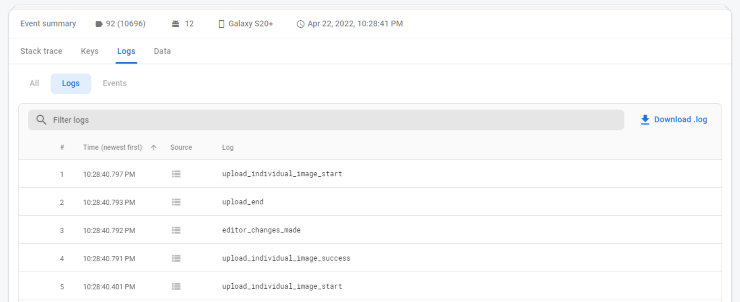 Event summary 92 (10696) 12 Galaxy S20+ Apr 22, 2022, 10:28:41 PM
Stack trace Keys Logs Data
All Logs Events
Filter logs Download .log
# Time (newest first) Source Log
1 10:28:40.797 PM upload_individual_image_start
2 10:28:40.793 PM upload_end
3 10:28:40.792 PM editor_changes_made
4 10:28:40.791 PM upload_individual_image_success
5 10:28:40.401 PM upload_individual_image_start